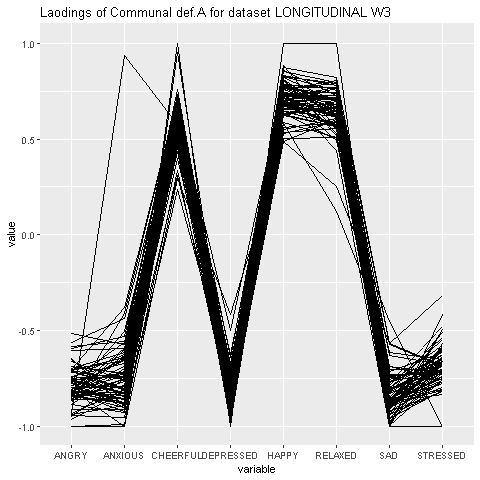 Laodings of Communal def.A for dataset LONGITUDINAL W3
value
1.0
0.5
0.0
-0.5
-1.0
ANGRY ANXIOUS CHEERFULDEPRESSED HAPPY RELAXED SAD STRESSED
variable